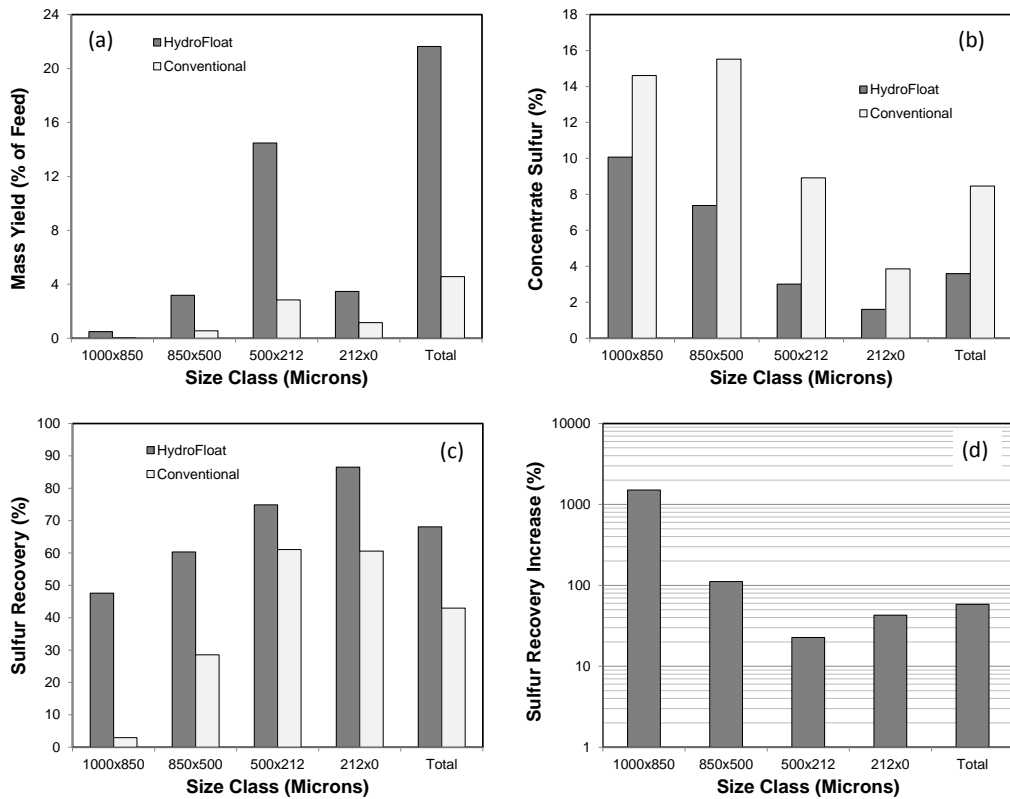 (a)
HydroFloat
Conventional
24
20
16
12
8
4
0
Mass Yield (% of Feed)
1000x850 850x500 500x212 212x0 Total
Size Class (Microns)
(b)
HydroFloat
Conventional
18
16
14
12
10
8
6
4
2
0
Concentrate Sulfur (%)
1000x850 850x500 500x212 212x0 Total
Size Class (Microns)
(c)
HydroFloat
Conventional
100
90
80
70
60
50
40
30
20
10
0
Sulfur Recovery (%)
1000x850 850x500 500x212 212x0 Total
Size Class (Microns)
(d)
10000
1000
100
10
1
Sulfur Recovery Increase (%)
1000x850 850x500 500x212 212x0 Total
Size Class (Microns)